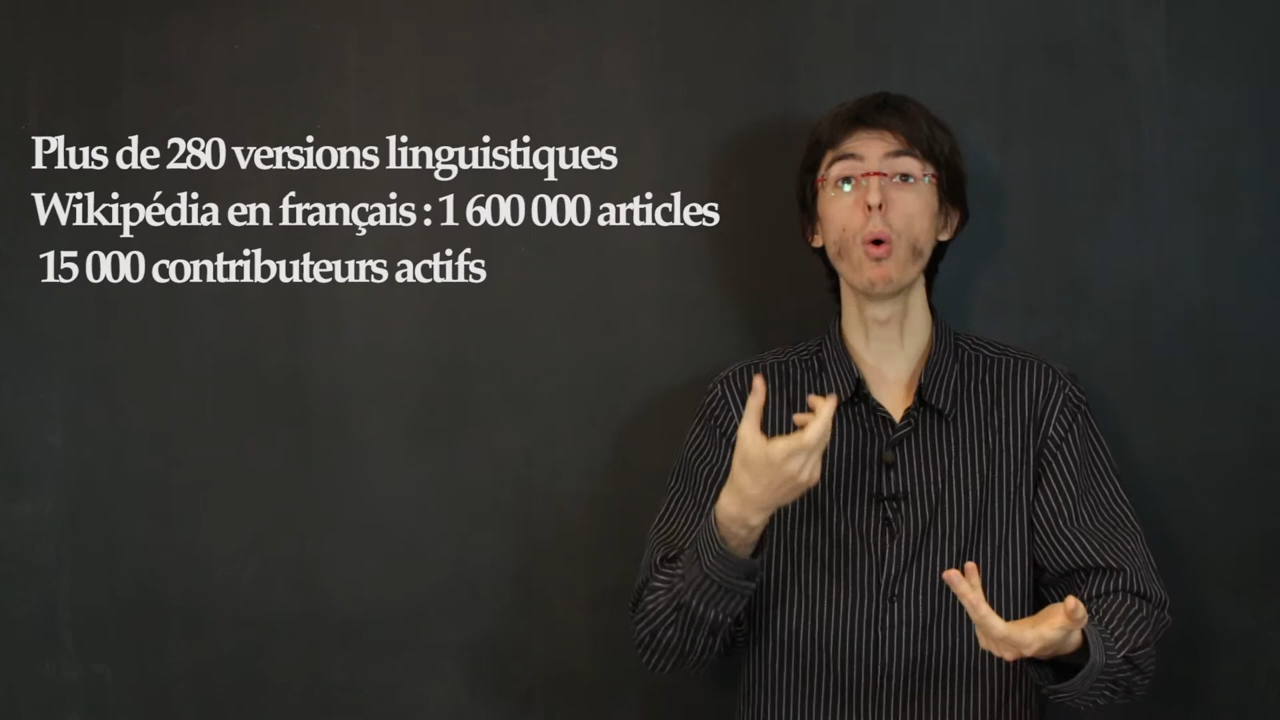 Plus de 280 versions linguistiques
Wikipédia en français : 1 600 000 articles
15 000 contributeurs actifs